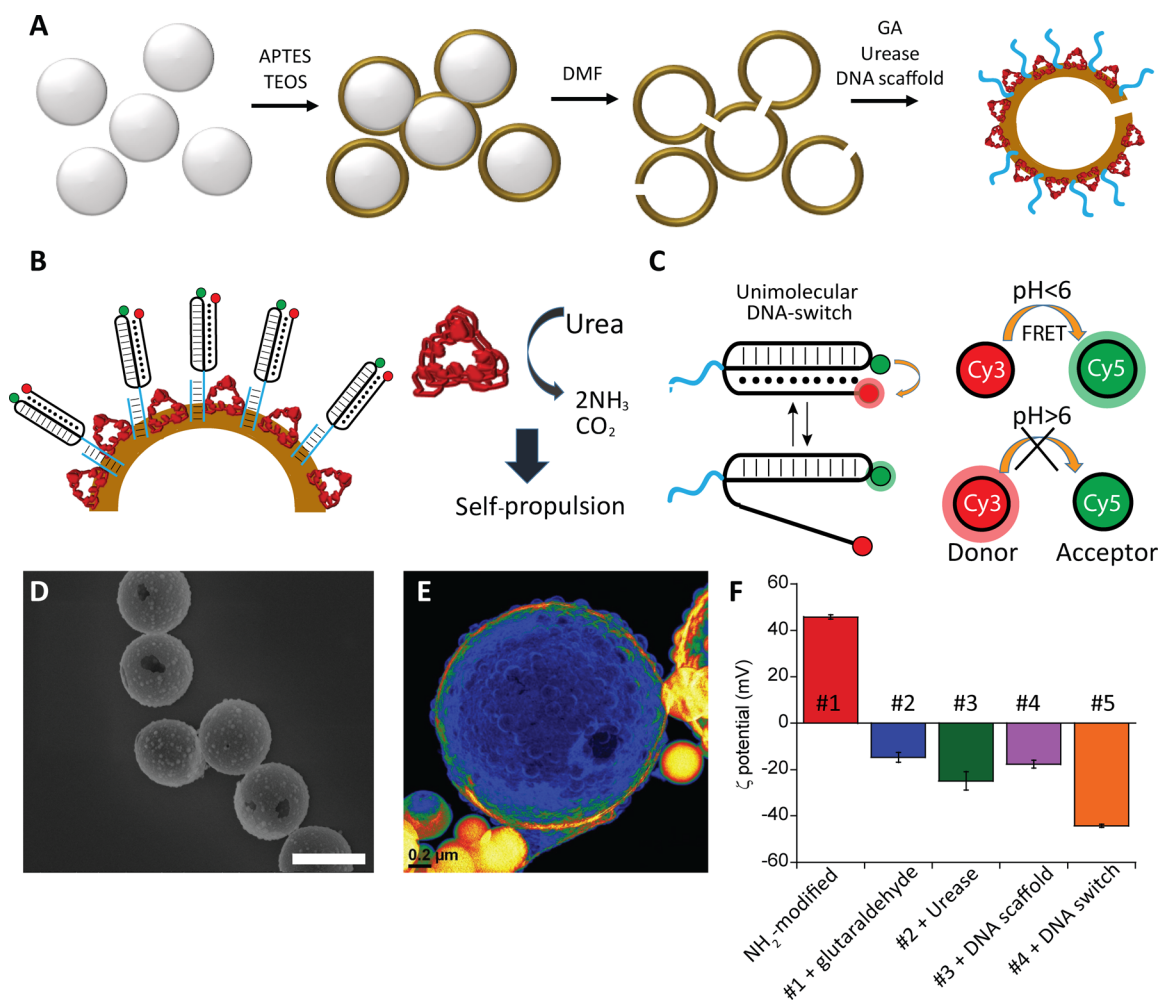 A
APTES
TEOS
DMF
GA
Urease
DNA scaffold
B
Urea
2NH₃
CO₂
Self-propulsion
C
Unimolecular
DNA-switch
pH<6
FRET
Cy3
Cy5
pH>6
Cy3
Cy5
Donor
Acceptor
D
E
0.2 µm
F
60
40
20
0
-20
-40
-60
ζ potential (mV)
#1
#2
#3
#4
#5
NH₂-modified
#1 + glutaraldehyde
#2 + Urease
#3 + DNA scaffold
#4 + DNA switch